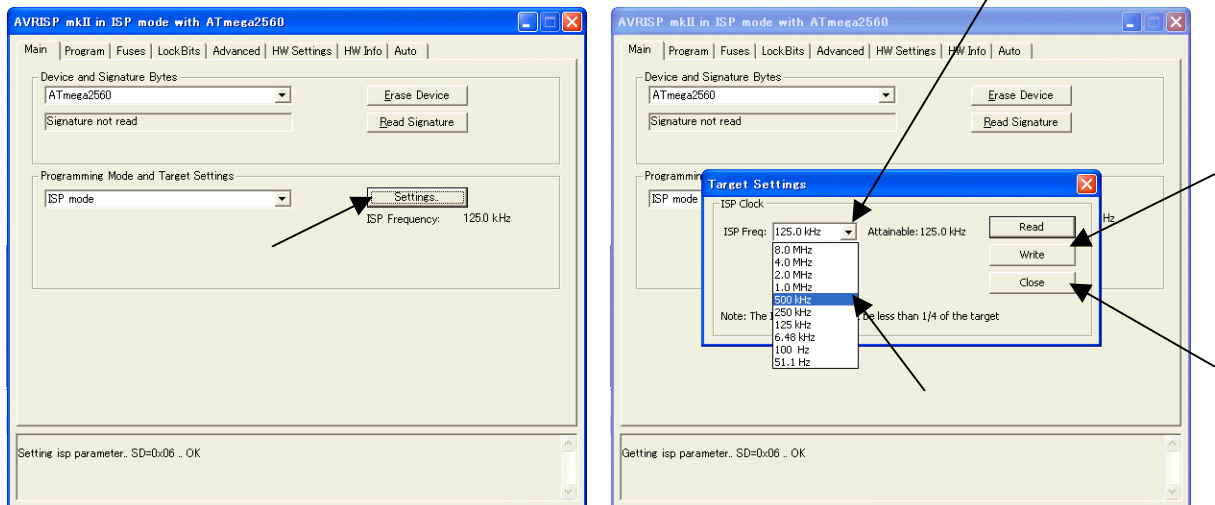 AVRISP mkII in ISP mode with ATmega2560
Main Program Fuses LockBits Advanced HW Settings HW Info Auto
Device and Signature Bytes
ATmega2560 Erase Device
Signature not read Read Signature
Programming Mode and Target Settings
ISP mode Settings..
ISP Frequency: 125.0 kHz
Setting isp parameter.. SD=0x06 .. OK
AVRISP mkII in ISP mode with ATmega2560
Main Program Fuses LockBits Advanced HW Settings HW Info Auto
Device and Signature Bytes
ATmega2560 Erase Device
Signature not read Read Signature
Programming
ISP mode
Hz
Target Settings
ISP Clock
ISP Freq: 125.0 kHz Attainable: 125.0 kHz Read
Write
Close
8.0 MHz
4.0 MHz
2.0 MHz
1.0 MHz
500 kHz
250 kHz
125 kHz
6.48 kHz
100 Hz
51.1 Hz
Note: The be less than 1/4 of the target
Getting isp parameter.. SD=0x06 .. OK